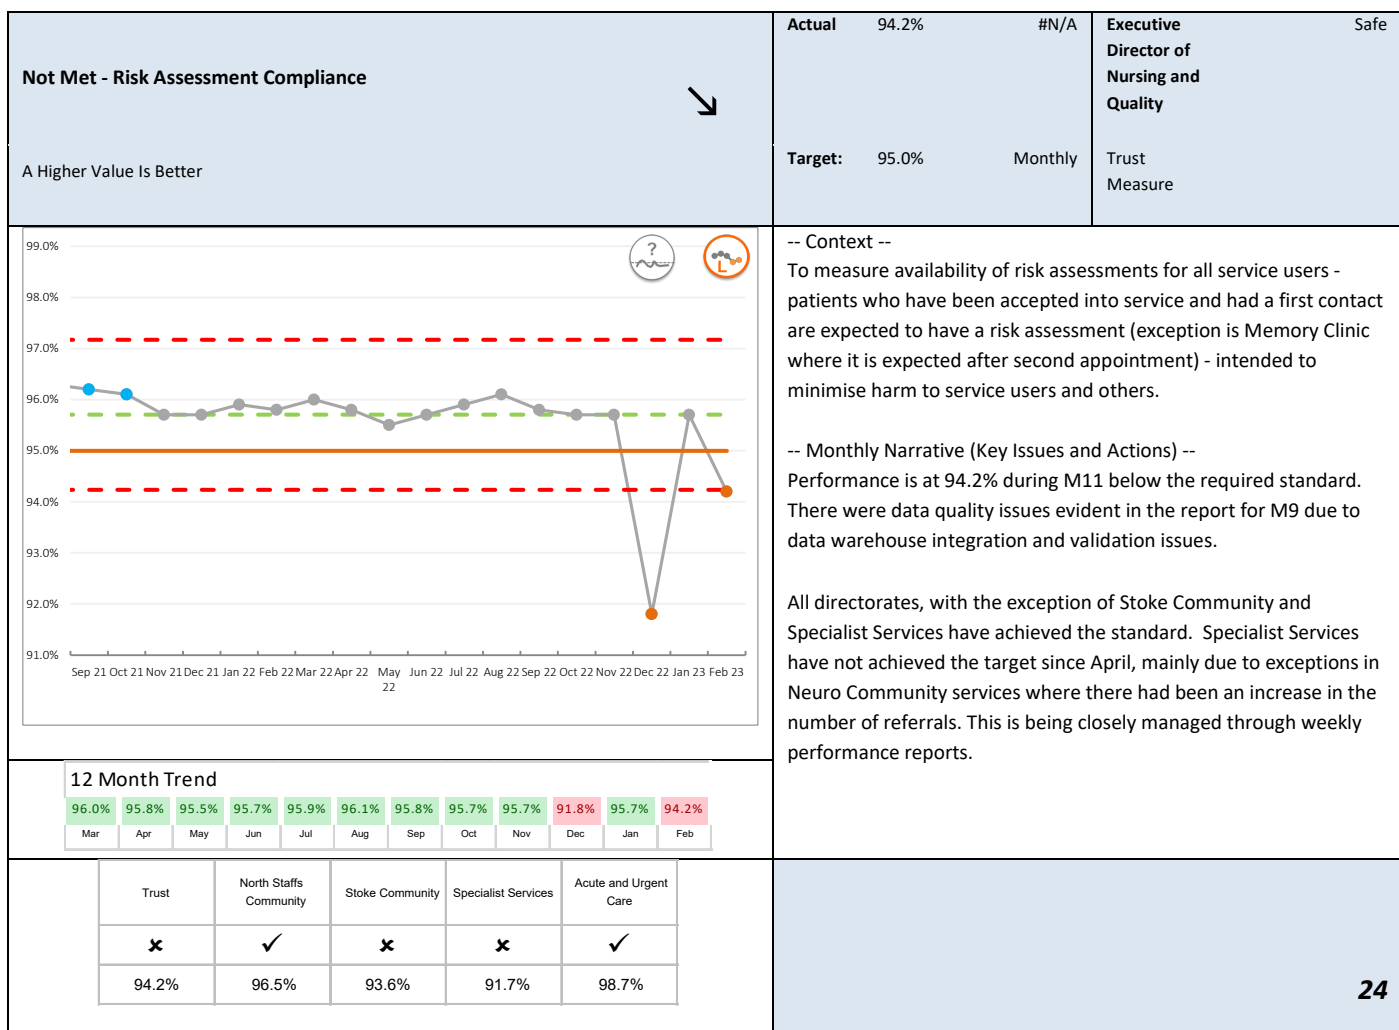 Not Met - Risk Assessment Compliance
A Higher Value Is Better
Actual 94.2% #N/A
Target: 95.0% Monthly
Executive Safe
Director of
Nursing and
Quality
Trust
Measure
99.0%
98.0%
97.0%
96.0%
95.0%
94.0%
93.0%
92.0%
91.0%
?
L
Sep 21 Oct 21 Nov 21 Dec 21 Jan 22 Feb 22 Mar 22 Apr 22 May 22 Jun 22 Jul 22 Aug 22 Sep 22 Oct 22 Nov 22 Dec 22 Jan 23 Feb 23
-- Context --
To measure availability of risk assessments for all service users -
patients who have been accepted into service and had a first contact
are expected to have a risk assessment (exception is Memory Clinic
where it is expected after second appointment) - intended to
minimise harm to service users and others.
-- Monthly Narrative (Key Issues and Actions) --
Performance is at 94.2% during M11 below the required standard.
There were data quality issues evident in the report for M9 due to
data warehouse integration and validation issues.
All directorates, with the exception of Stoke Community and
Specialist Services have achieved the standard.  Specialist Services
have not achieved the target since April, mainly due to exceptions in
Neuro Community services where there had been an increase in the
number of referrals. This is being closely managed through weekly
performance reports.
12 Month Trend
96.0% 95.8% 95.5% 95.7% 95.9% 96.1% 95.8% 95.7% 95.7% 91.8% 95.7% 94.2%
Mar Apr May Jun Jul Aug Sep Oct Nov Dec Jan Feb
Trust
North Staffs
Community
Stoke Community
Specialist Services
Acute and Urgent
Care
✘ ✓ ✘ ✘ ✓
94.2% 96.5% 93.6% 91.7% 98.7%
24